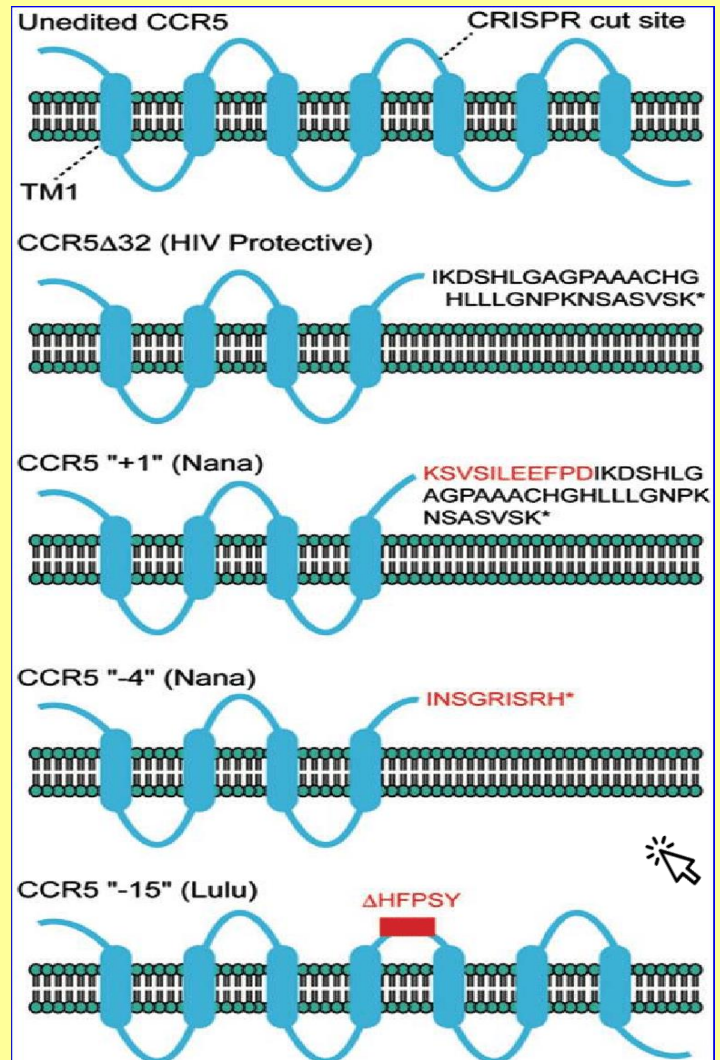 Unedited CCR5
CRISPR cut site
TM1
CCR5Δ32 (HIV Protective)
IKDSHLGAGPAAACHG
HLLLGNPKNSASVSK*
CCR5 "+1" (Nana)
KSVSILEEFPDIKDSHLG
AGPAAACHGHLLLGNPK
NSASVSK*
CCR5 "-4" (Nana)
INSGRISRH*
CCR5 "-15" (Lulu)
ΔHFPSY